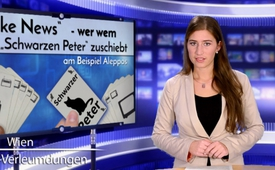 ke News" - wer wem
„Schwarzen Peter" zuschiebt
am Beispiel Aleppos
SCHWARZER
PETER
Wien
Verleumdungen